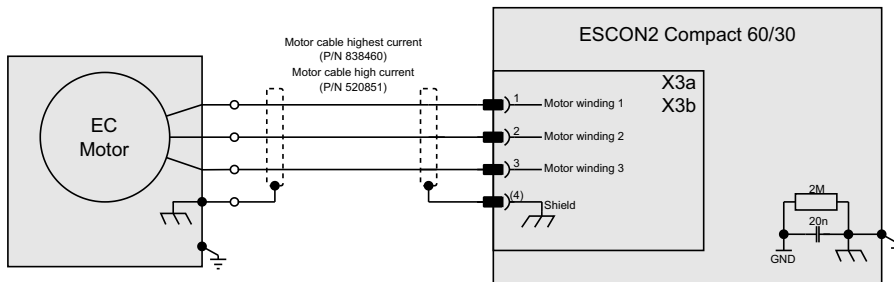 ESCON2 Compact 60/30
Motor cable highest current
(P/N 838460)
Motor cable high current
(P/N 520851)
X3a
X3b
EC
Motor
1
Motor winding 1
2
Motor winding 2
3
Motor winding 3
(4)
Shield
2M
20n
GND